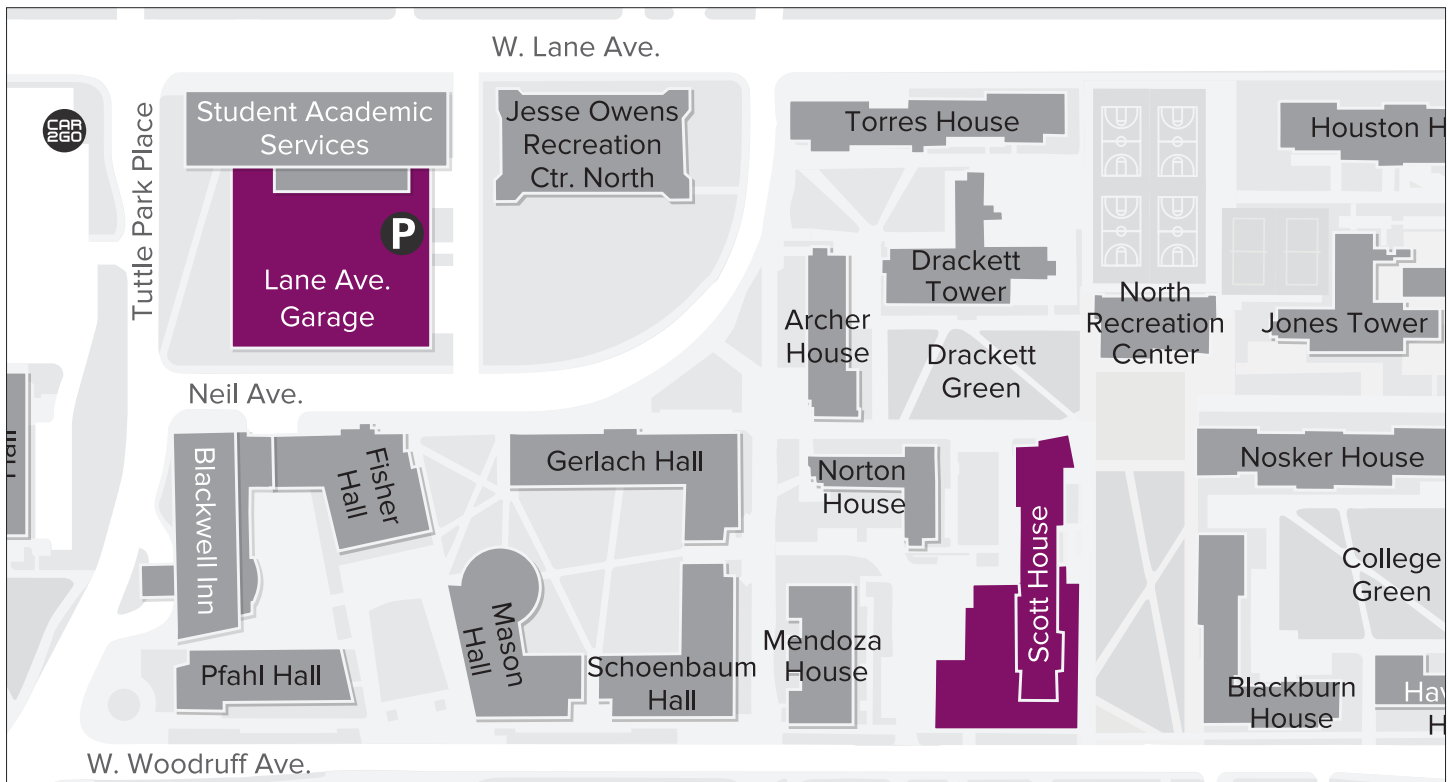 W. Lane Ave.
CAR
2GO
Tuttle Park Place
Student Academic
Services
Jesse Owens
Recreation
Ctr. North
Torres House
Houston H
P
Lane Ave.
Garage
Drackett
Tower
Archer
House
North
Recreation
Center
Jones Tower
Drackett
Green
Neil Ave.
Blackwell Inn
Fisher
Hall
Gerlach Hall
Norton
House
Scott House
Nosker House
College
Green
Mason
Hall
Mendoza
House
Pfahl Hall
Schoenbaum
Hall
Blackburn
House
Hav
H
W. Woodruff Ave.